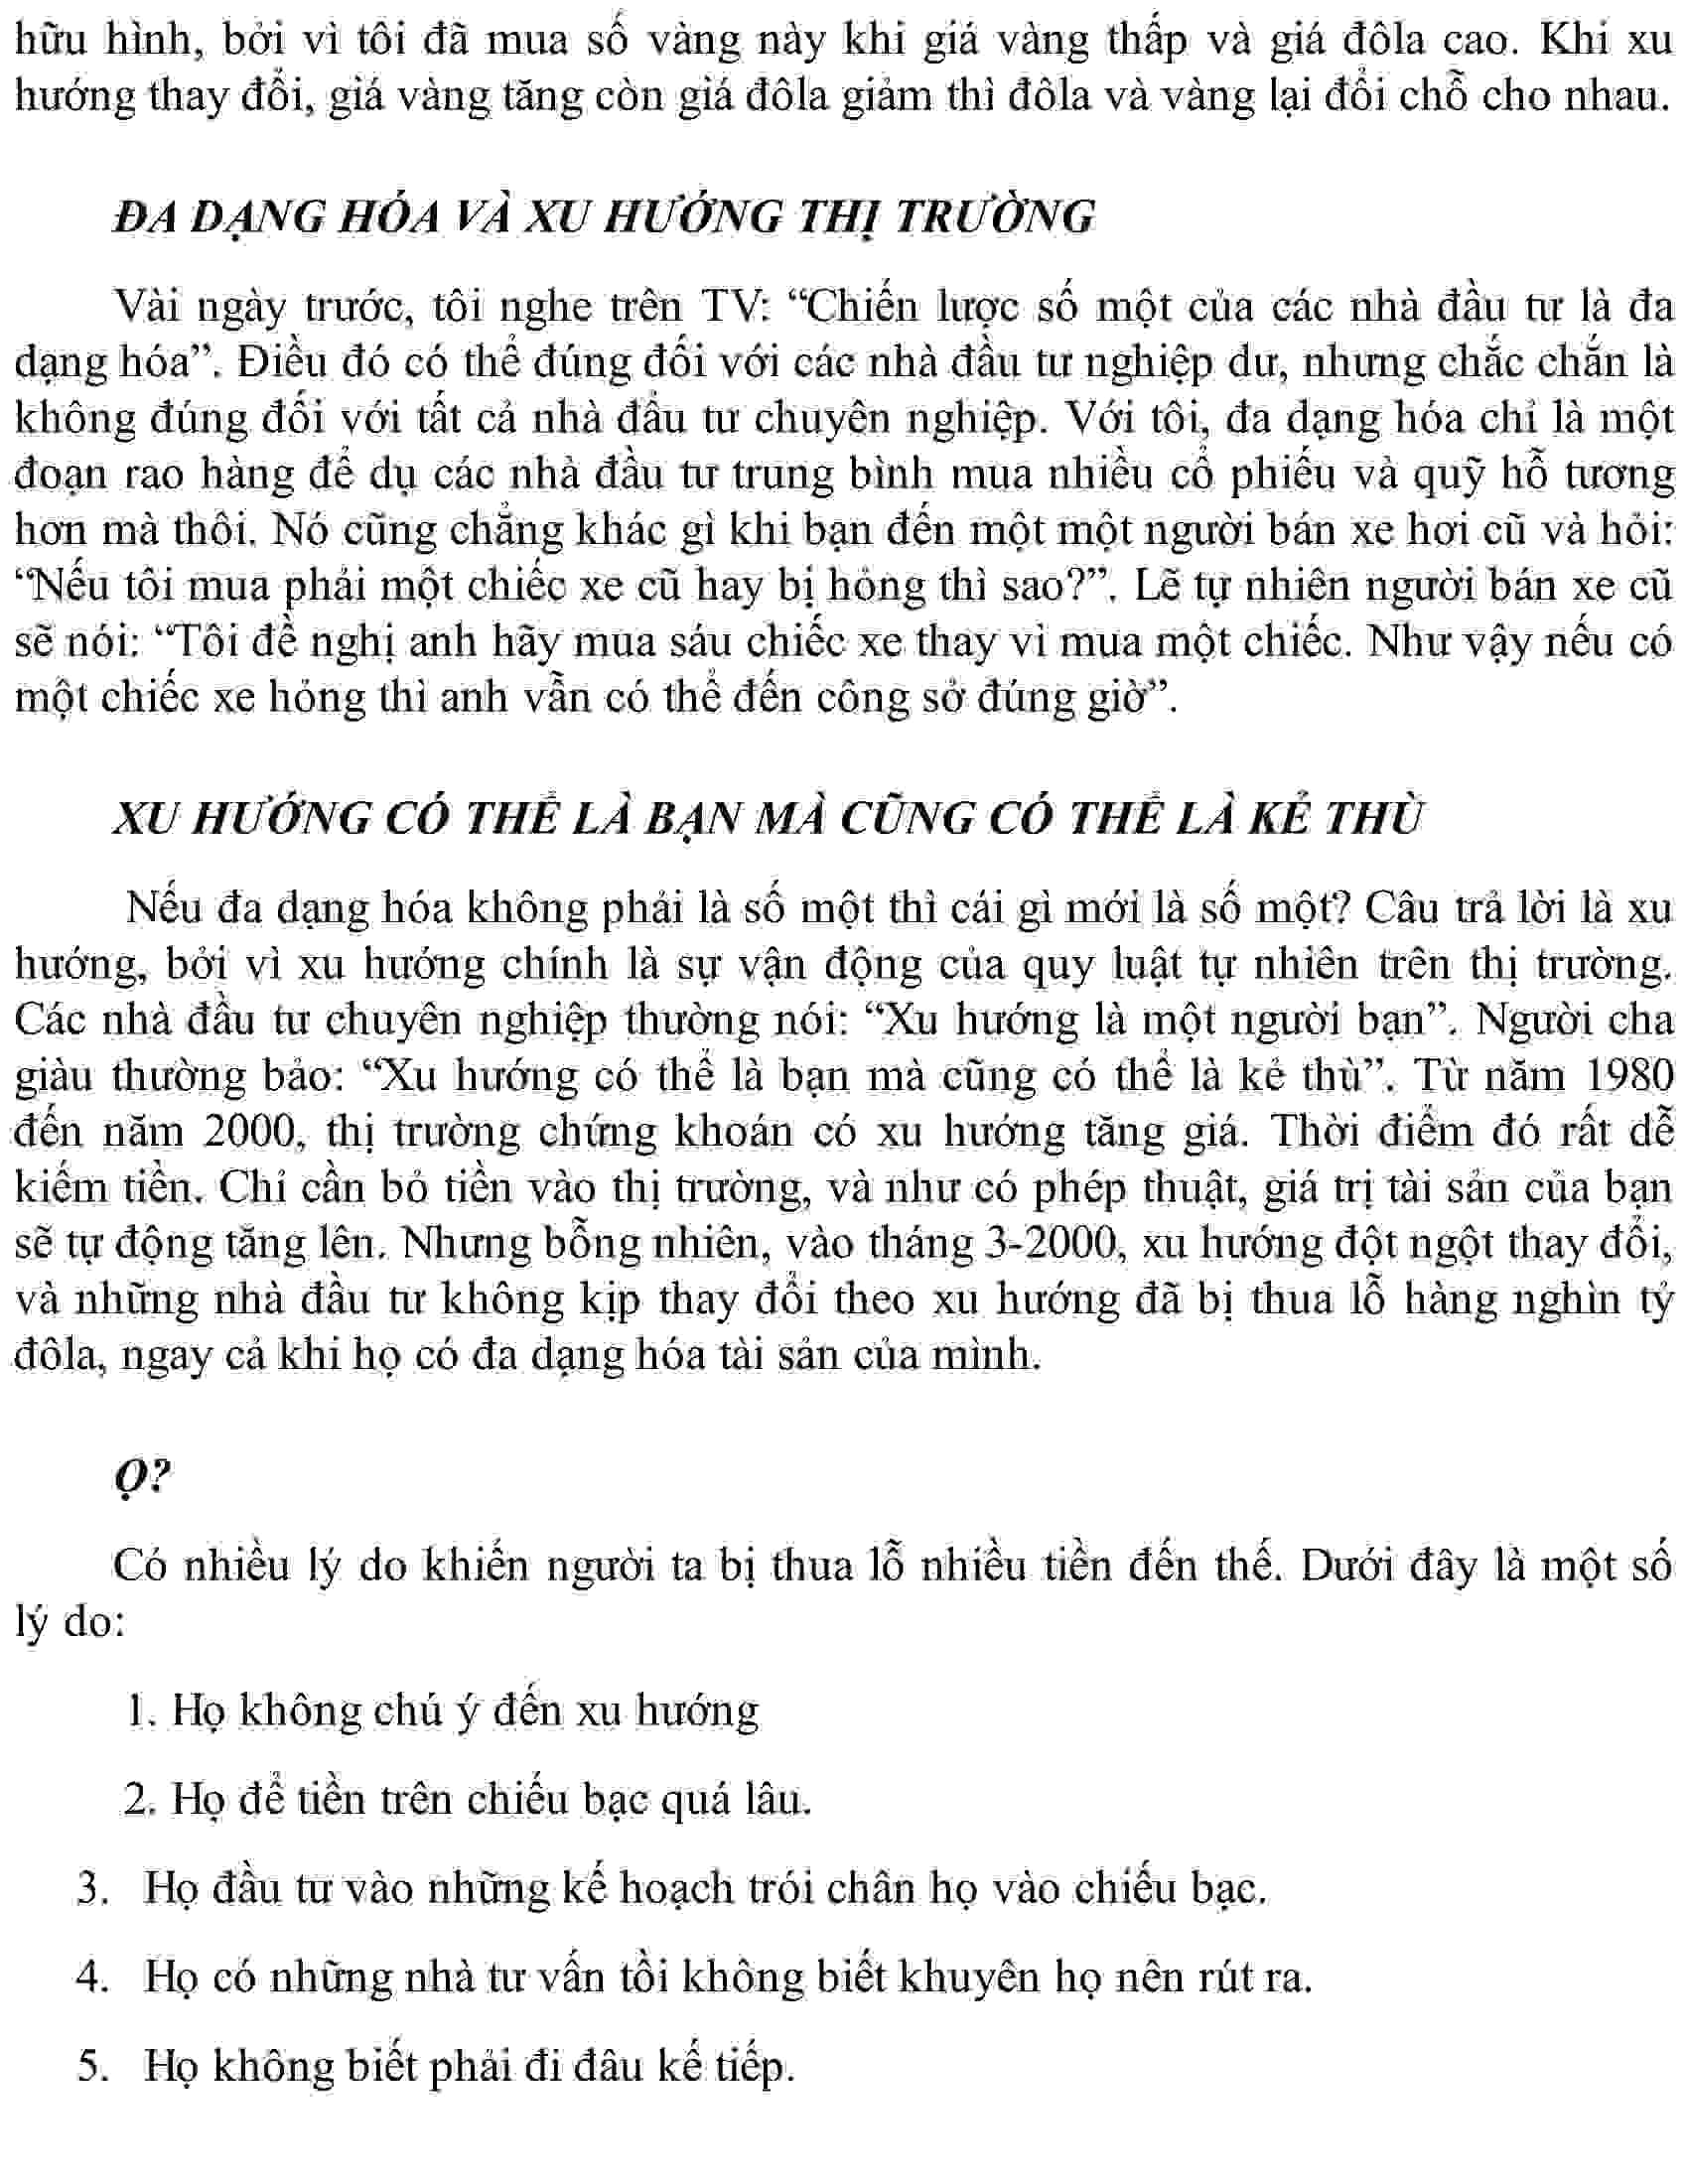 hữu hình, bởi vì tôi đã mua số vàng này khi giá vàng thấp và giá đôla cao. Khi xu
hướng thay đổi, giá vàng tăng còn giá đôla giảm thì đôla và vàng lại đổi chỗ cho nhau.
ĐA DẠNG HÓA VÀ XU HƯỚNG THỊ TRƯỜNG
Vài ngày trước, tôi nghe trên TV: “Chiến lược số một của các nhà đầu tư là đa
dạng hóa”. Điều đó có thể đúng đối với các nhà đầu tư nghiệp dư, nhưng chắc chắn là
không đúng đối với tất cả nhà đầu tư chuyên nghiệp. Với tôi, đa dạng hóa chỉ là một
đoạn rao hàng để dụ các nhà đầu tư trung bình mua nhiều cổ phiếu và quỹ hỗ tương
hơn mà thôi. Nó cũng chẳng khác gì khi bạn đến một một người bán xe hơi cũ và hỏi:
“Nếu tôi mua phải một chiếc xe cũ hay bị hỏng thì sao?”. Lẽ tự nhiên người bán xe cũ
sẽ nói: “Tôi đề nghị anh hãy mua sáu chiếc xe thay vì mua một chiếc. Như vậy nếu có
một chiếc xe hỏng thì anh vẫn có thể đến công sở đúng giờ”.
XU HƯỚNG CÓ THỂ LÀ BẠN MÀ CŨNG CÓ THỂ LÀ KẺ THÙ
Nếu đa dạng hóa không phải là số một thì cái gì mới là số một? Câu trả lời là xu
hướng, bởi vì xu hướng chính là sự vận động của quy luật tự nhiên trên thị trường.
Các nhà đầu tư chuyên nghiệp thường nói: “Xu hướng là một người bạn”. Người cha
giàu thường bảo: “Xu hướng có thể là bạn mà cũng có thể là kẻ thù”. Từ năm 1980
đến năm 2000, thị trường chứng khoán có xu hướng tăng giá. Thời điểm đó rất dễ
kiếm tiền. Chỉ cần bỏ tiền vào thị trường, và như có phép thuật, giá trị tài sản của bạn
sẽ tự động tăng lên. Nhưng bỗng nhiên, vào tháng 3-2000, xu hướng đột ngột thay đổi,
và những nhà đầu tư không kịp thay đổi theo xu hướng đã bị thua lỗ hàng nghìn tỷ
đôla, ngay cả khi họ có đa dạng hóa tài sản của mình.
Ọ?
Có nhiều lý do khiến người ta bị thua lỗ nhiều tiền đến thế. Dưới đây là một số
lý do:
1. Họ không chú ý đến xu hướng
2. Họ để tiền trên chiếu bạc quá lâu.
3. Họ đầu tư vào những kế hoạch trói chân họ vào chiếu bạc.
4. Họ có những nhà tư vấn tồi không biết khuyên họ nên rút ra.
5. Họ không biết phải đi đâu kế tiếp.